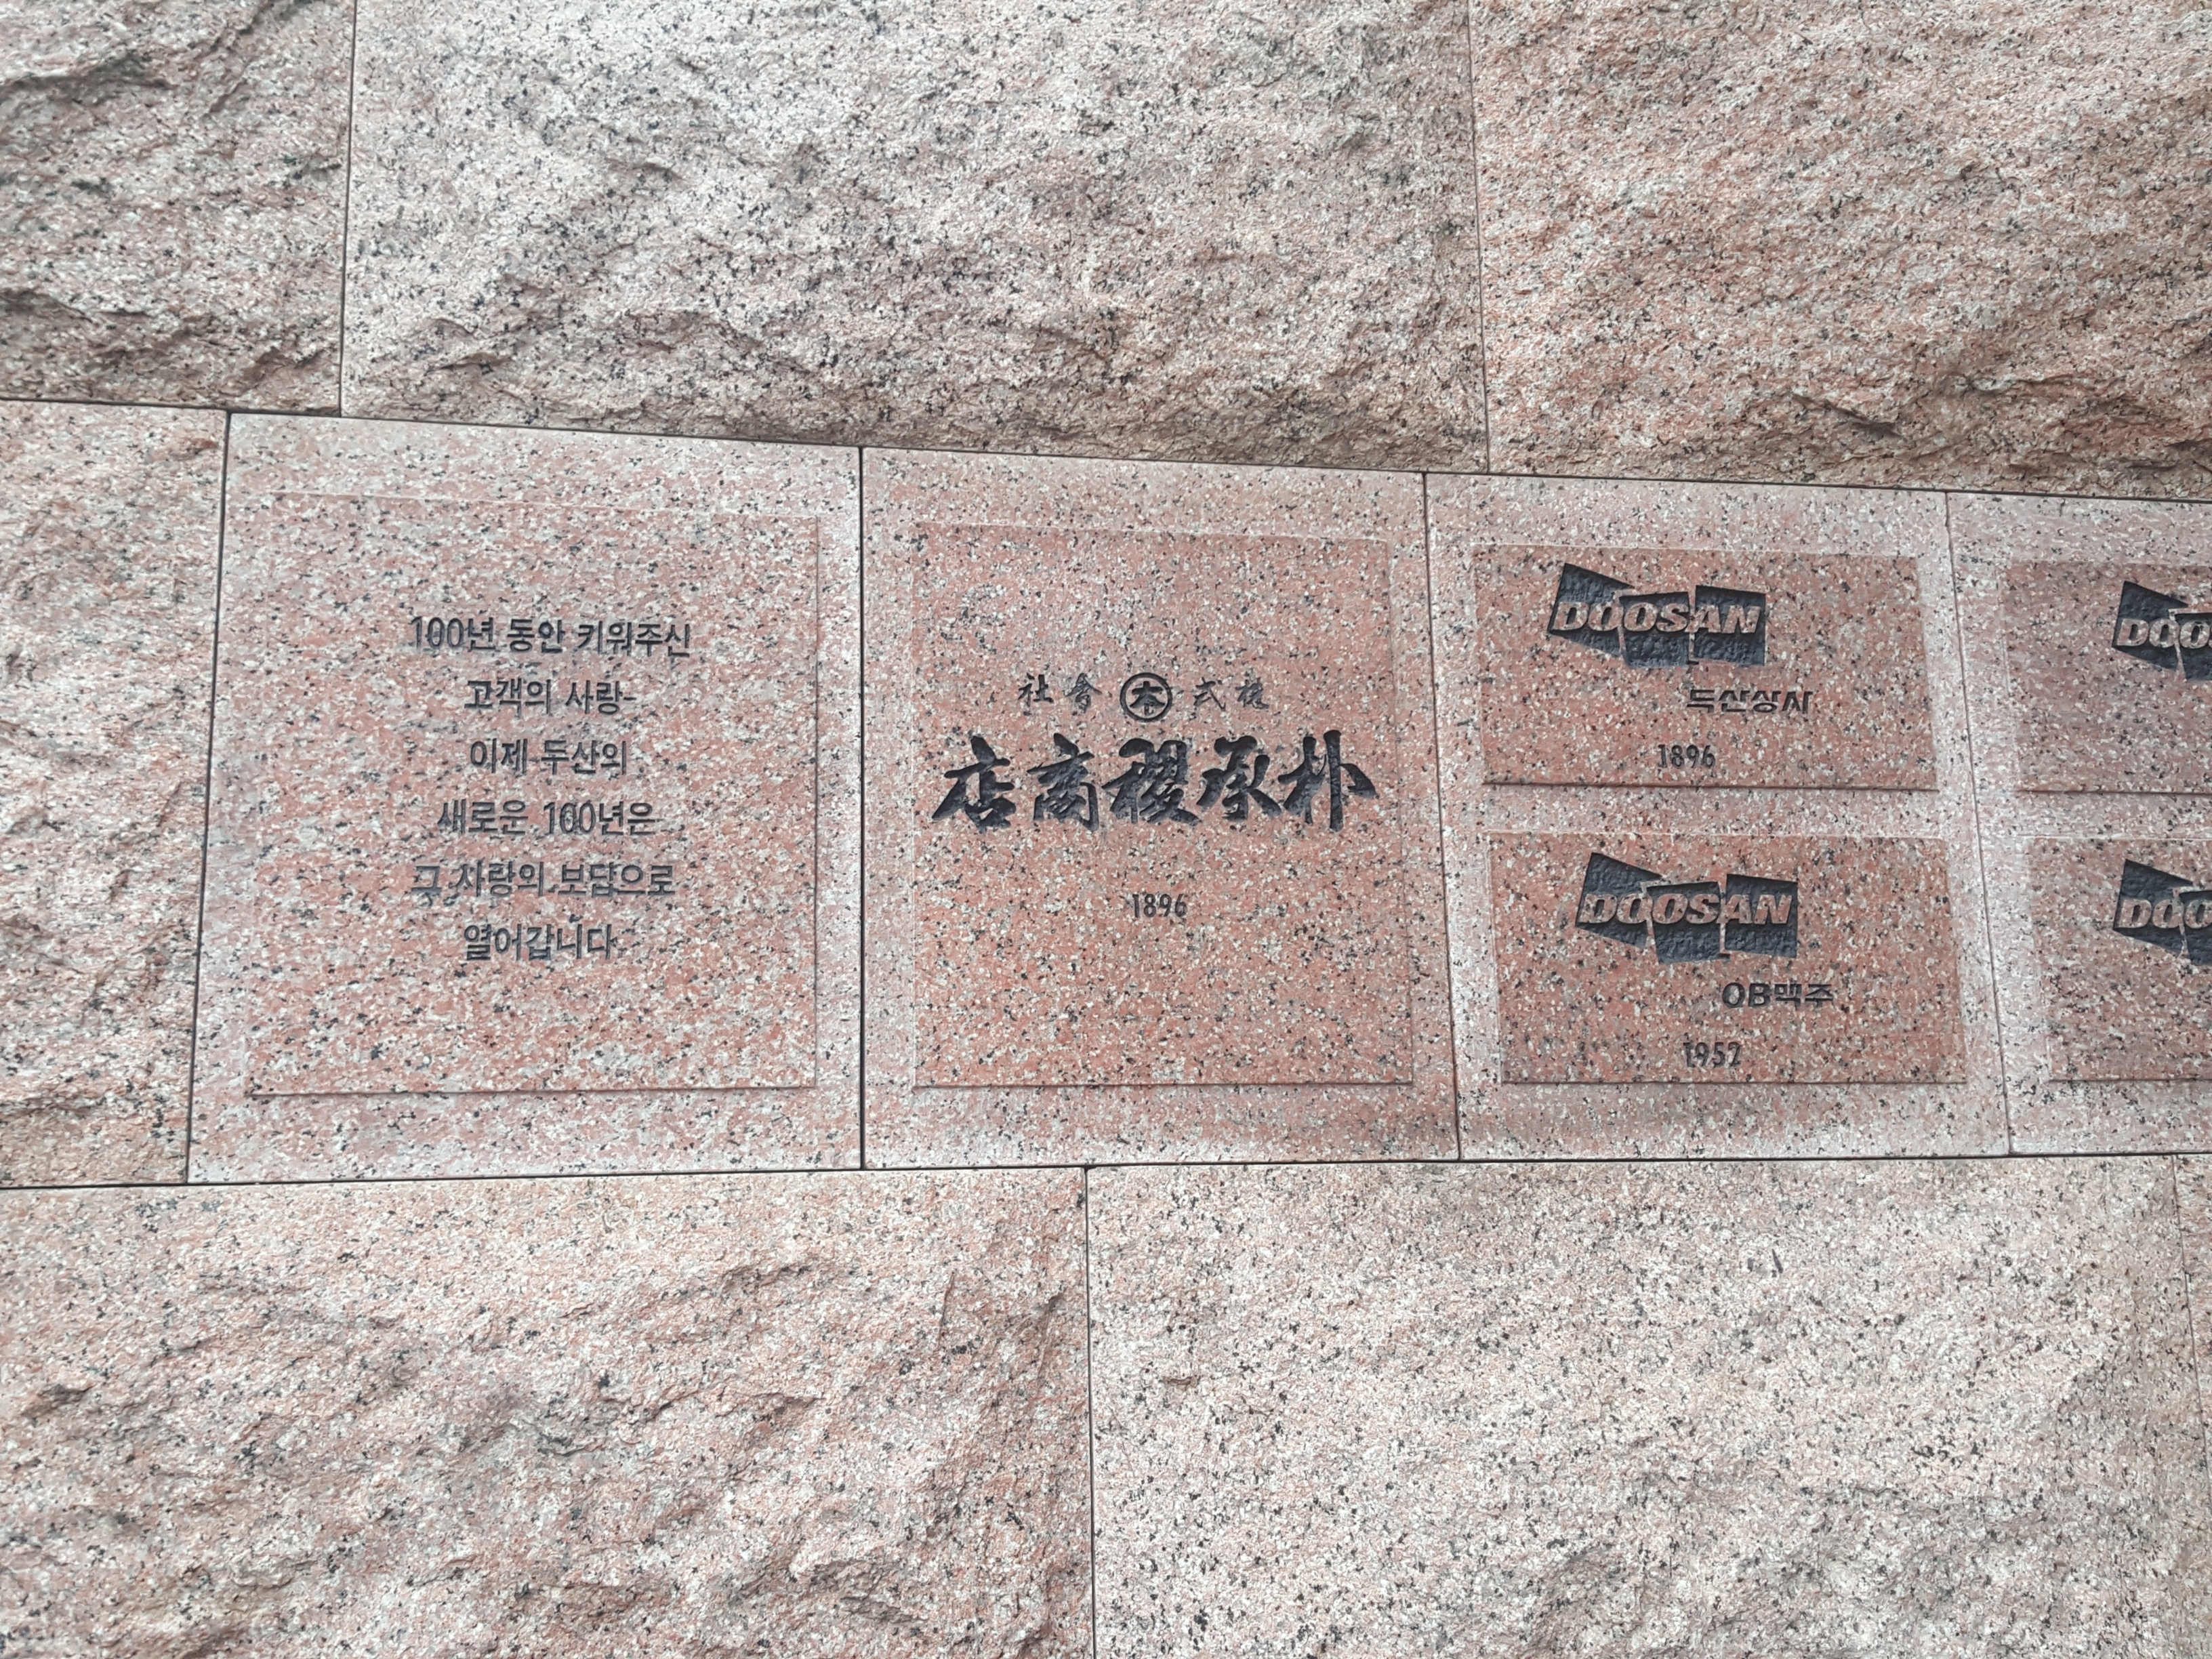 100년 동안 키워주신
고객의 사랑
이제 두산의
새로운 100년은
그 사랑의 보답으로
열어갑니다
社會 式株
店商稷承朴
1896
DOOSAN
두산상사
1896
DOOSAN
OB맥주
1952
DOO
DOO